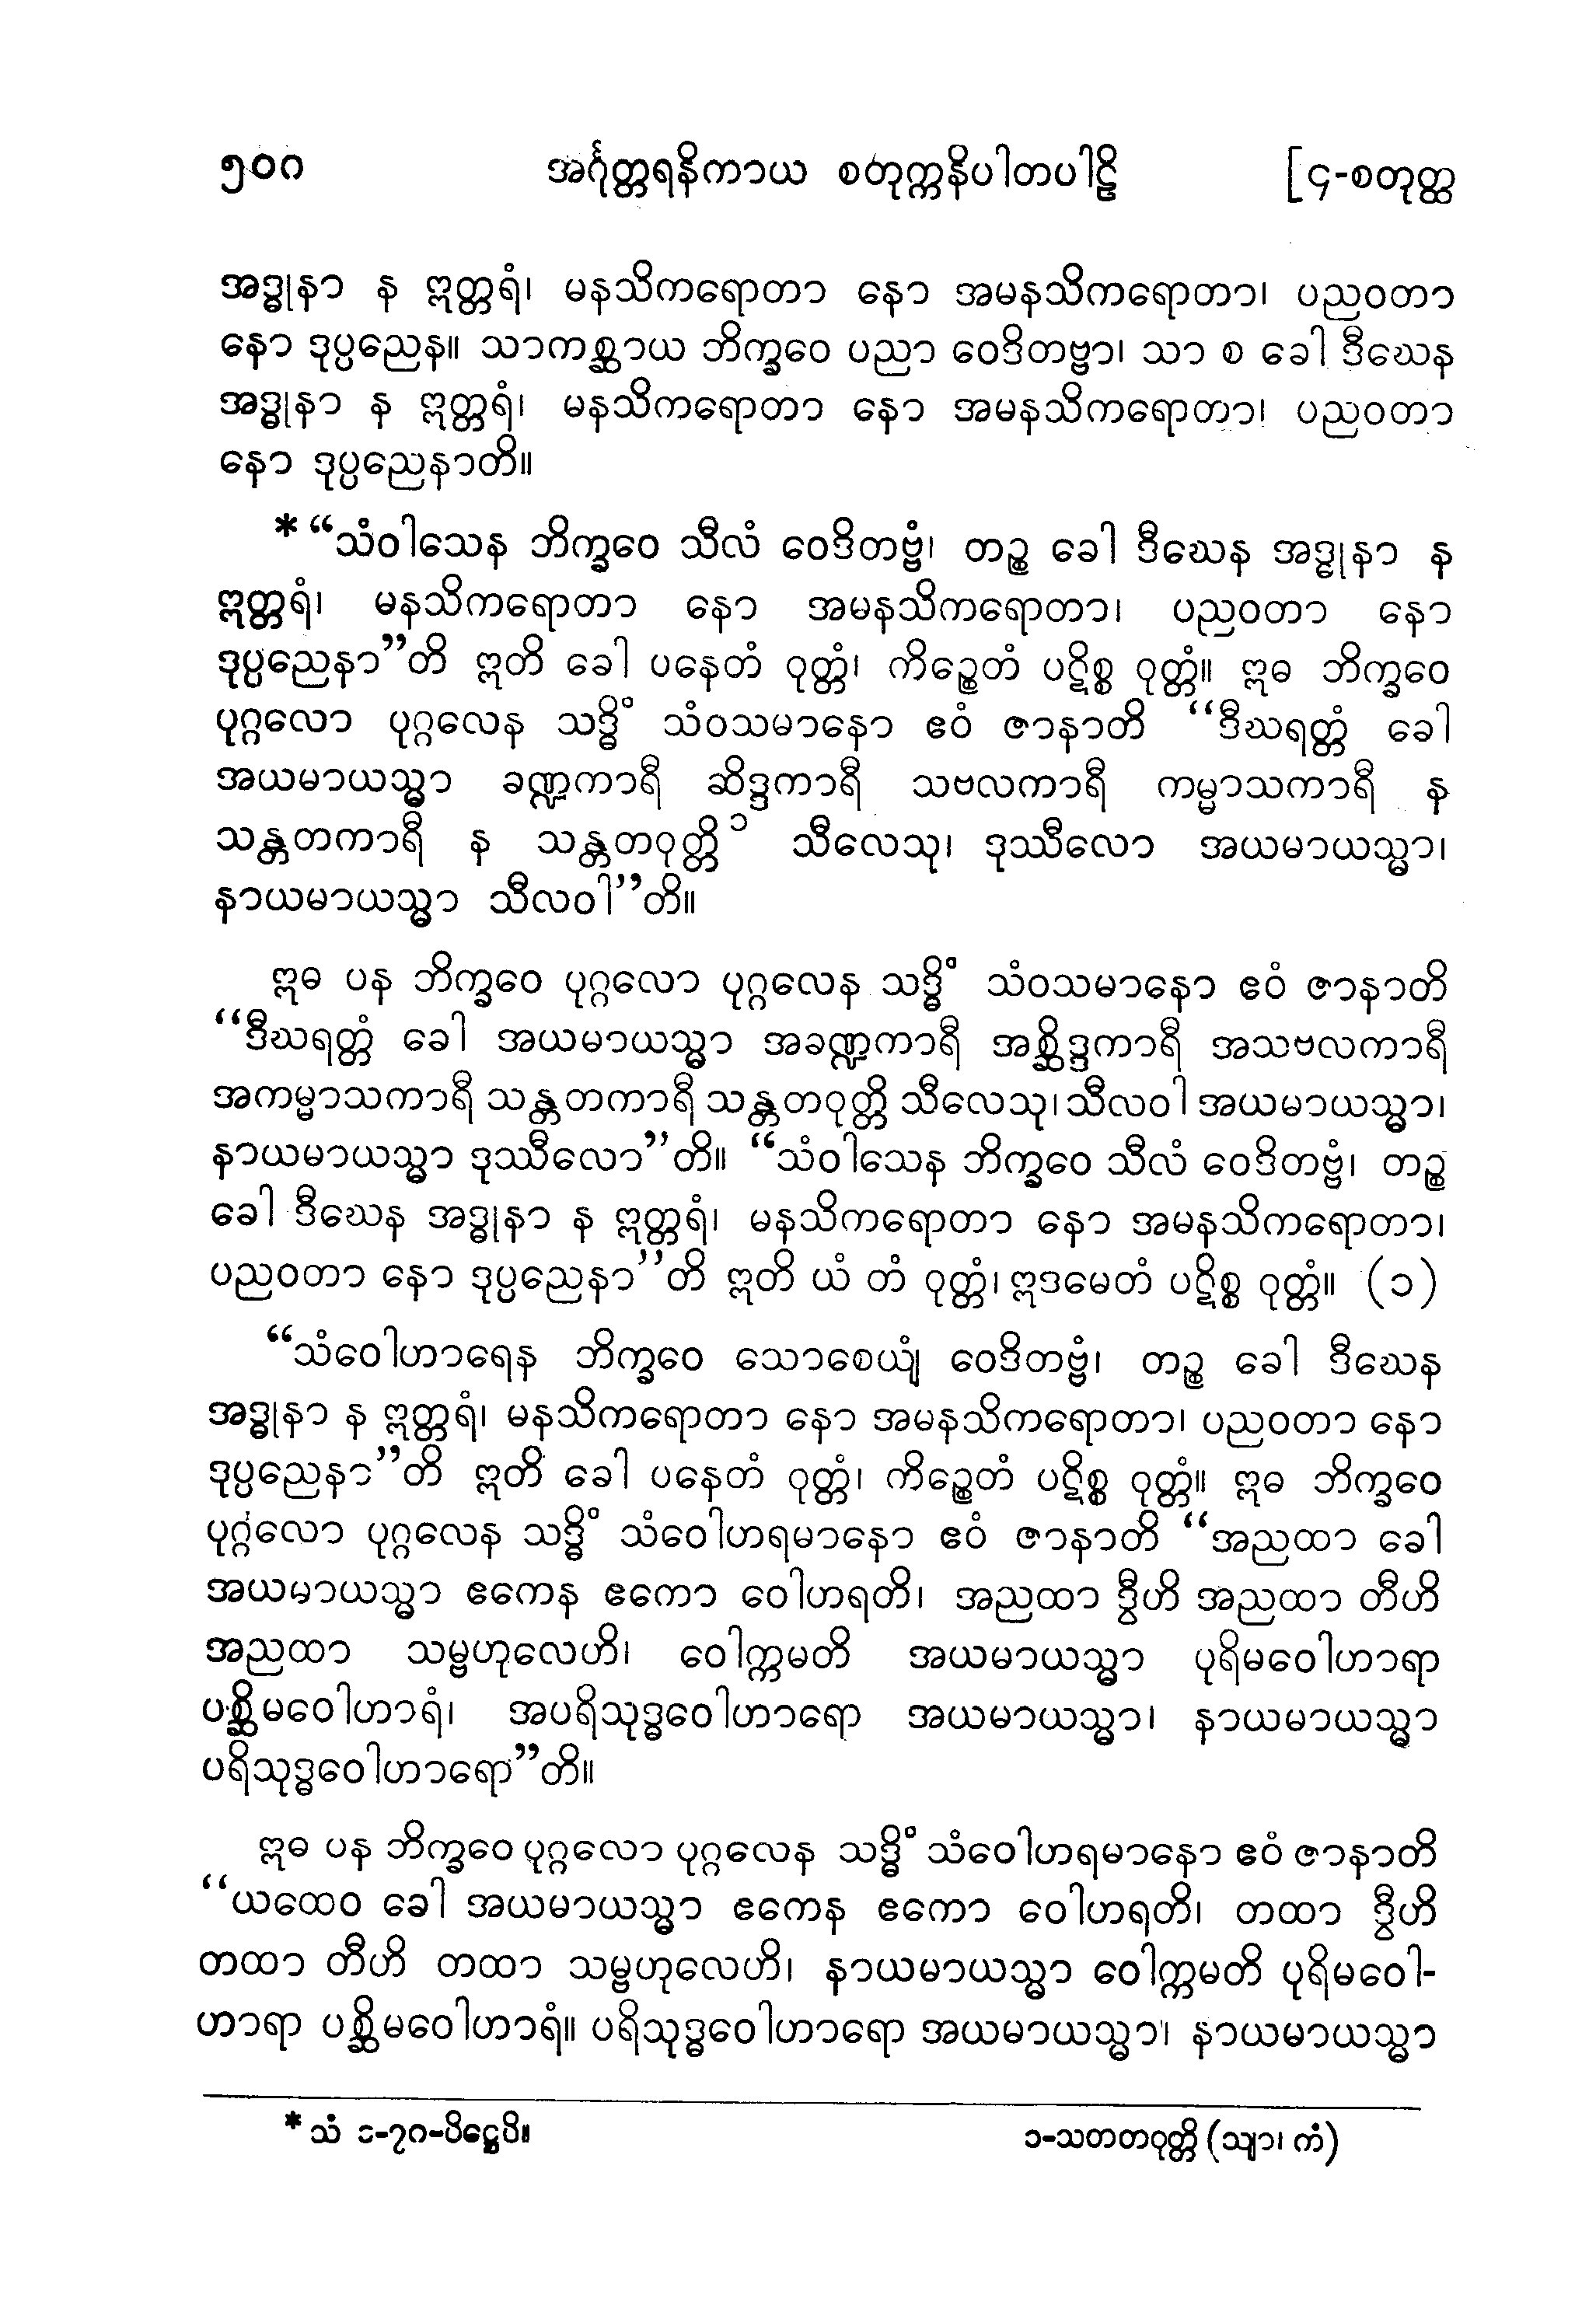 ၅၀ဂ အင်္ဂုတ္တရနိကာယ စတုက္ကနိပါတပါဠိ [၄-စတုတ္ထ
အဒ္ဓုနာ န ဣတ္တရံ၊ မနသိကရောတာ နော အမနသိကရောတာ၊ ပညဝတာ
နော ဒုပ္ပညေန။ သာကစ္ဆာယ ဘိက္ခဝေ ပညာ ဝေဒိတဗ္ဗာ၊ သာ စ ခေါ ဒီဃေန
အဒ္ဓုနာ န ဣတ္တရံ၊ မနသိကရောတာ နော အမနသိကရောတာ၊ ပညဝတာ
နော ဒုပ္ပညေနာတိ။
* “သံဝါသေန ဘိက္ခဝေ သီလံ ဝေဒိတဗ္ဗံ၊ တဉ္စ ခေါ ဒီဃေန အဒ္ဓုနာ န
ဣတ္တရံ၊ မနသိကရောတာ နော အမနသိကရောတာ၊ ပညဝတာ နော
ဒုပ္ပညေနာ”တိ ဣတိ ခေါ ပနေတံ ဝုတ္တံ၊ ကိဉ္စေတံ ပဋိစ္စ ဝုတ္တံ။ ဣဓ ဘိက္ခဝေ
ပုဂ္ဂလော ပုဂ္ဂလေန သဒ္ဓိံ သံဝသမာနော ဧဝံ ဇာနာတိ “ဒီဃရတ္တံ ခေါ
အယမာယသ္မာ ခဏ္ဍကာရီ ဆိဒ္ဒကာရီ သဗလကာရီ ကမ္မာသကာရီ န
သန္တတကာရီ န သန္တတဝုတ္တိ ၁ သီလေသု၊ ဒုဿီလော အယမာယသ္မာ၊
နာယမာယသ္မာ သီလဝါ”တိ။
ဣဓ ပန ဘိက္ခဝေ ပုဂ္ဂလော ပုဂ္ဂလေန သဒ္ဓိံ သံဝသမာနော ဧဝံ ဇာနာတိ
“ဒီဃရတ္တံ ခေါ အယမာယသ္မာ အခဏ္ဍကာရီ အစ္ဆိဒ္ဒကာရီ အသဗလကာရီ
အကမ္မာသကာရီ သန္တတကာရီ သန္တတဝုတ္တိ သီလေသု၊ သီလဝါ အယမာယသ္မာ၊
နာယမာယသ္မာ ဒုဿီလော”တိ။ “သံဝါသေန ဘိက္ခဝေ သီလံ ဝေဒိတဗ္ဗံ၊ တဉ္စ
ခေါ ဒီဃေန အဒ္ဓုနာ န ဣတ္တရံ၊ မနသိကရောတာ နော အမနသိကရောတာ၊
ပညဝတာ နော ဒုပ္ပညေနာ”တိ ဣတိ ယံ တံ ဝုတ္တံ၊ ဣဒမေတံ ပဋိစ္စ ဝုတ္တံ။ (၁)
“သံဝေါဟာရေန ဘိက္ခဝေ သောစေယျံ ဝေဒိတဗ္ဗံ၊ တဉ္စ ခေါ ဒီဃေန
အဒ္ဓုနာ န ဣတ္တရံ၊ မနသိကရောတာ နော အမနသိကရောတာ၊ ပညဝတာ နော
ဒုပ္ပညေနာ”တိ ဣတိ ခေါ ပနေတံ ဝုတ္တံ၊ ကိဉ္စေတံ ပဋိစ္စ ဝုတ္တံ။ ဣဓ ဘိက္ခဝေ
ပုဂ္ဂလော ပုဂ္ဂလေန သဒ္ဓိံ သံဝေါဟရမာနော ဧဝံ ဇာနာတိ “အညထာ ခေါ
အယမာယသ္မာ ဧကေန ဧကော ဝေါဟရတိ၊ အညထာ ဒွီဟိ အညထာ တီဟိ
အညထာ သမ္ဗဟုလေဟိ၊ ဝေါက္ကမတိ အယမာယသ္မာ ပုရိမဝေါဟာရာ
ပစ္ဆိမဝေါဟာရံ၊ အပရိသုဒ္ဓဝေါဟာရော အယမာယသ္မာ၊ နာယမာယသ္မာ
ပရိသုဒ္ဓဝေါဟာရော”တိ။
ဣဓ ပန ဘိက္ခဝေ ပုဂ္ဂလော ပုဂ္ဂလေန သဒ္ဓိံ သံဝေါဟရမာနော ဧဝံ ဇာနာတိ
“ယထေဝ ခေါ အယမာယသ္မာ ဧကေန ဧကော ဝေါဟရတိ၊ တထာ ဒွီဟိ
တထာ တီဟိ တထာ သမ္ဗဟုလေဟိ၊ နာယမာယသ္မာ ဝေါက္ကမတိ ပုရိမဝေါ-
ဟာရာ ပစ္ဆိမဝေါဟာရံ။ ပရိသုဒ္ဓဝေါဟာရော အယမာယသ္မာ၊ နာယမာယသ္မာ
* သံ ၁-၇ဂ-ပိဋ္ဌေပိ။ ၁-သတတဝုတ္တိ (သျာ၊ ကံ)